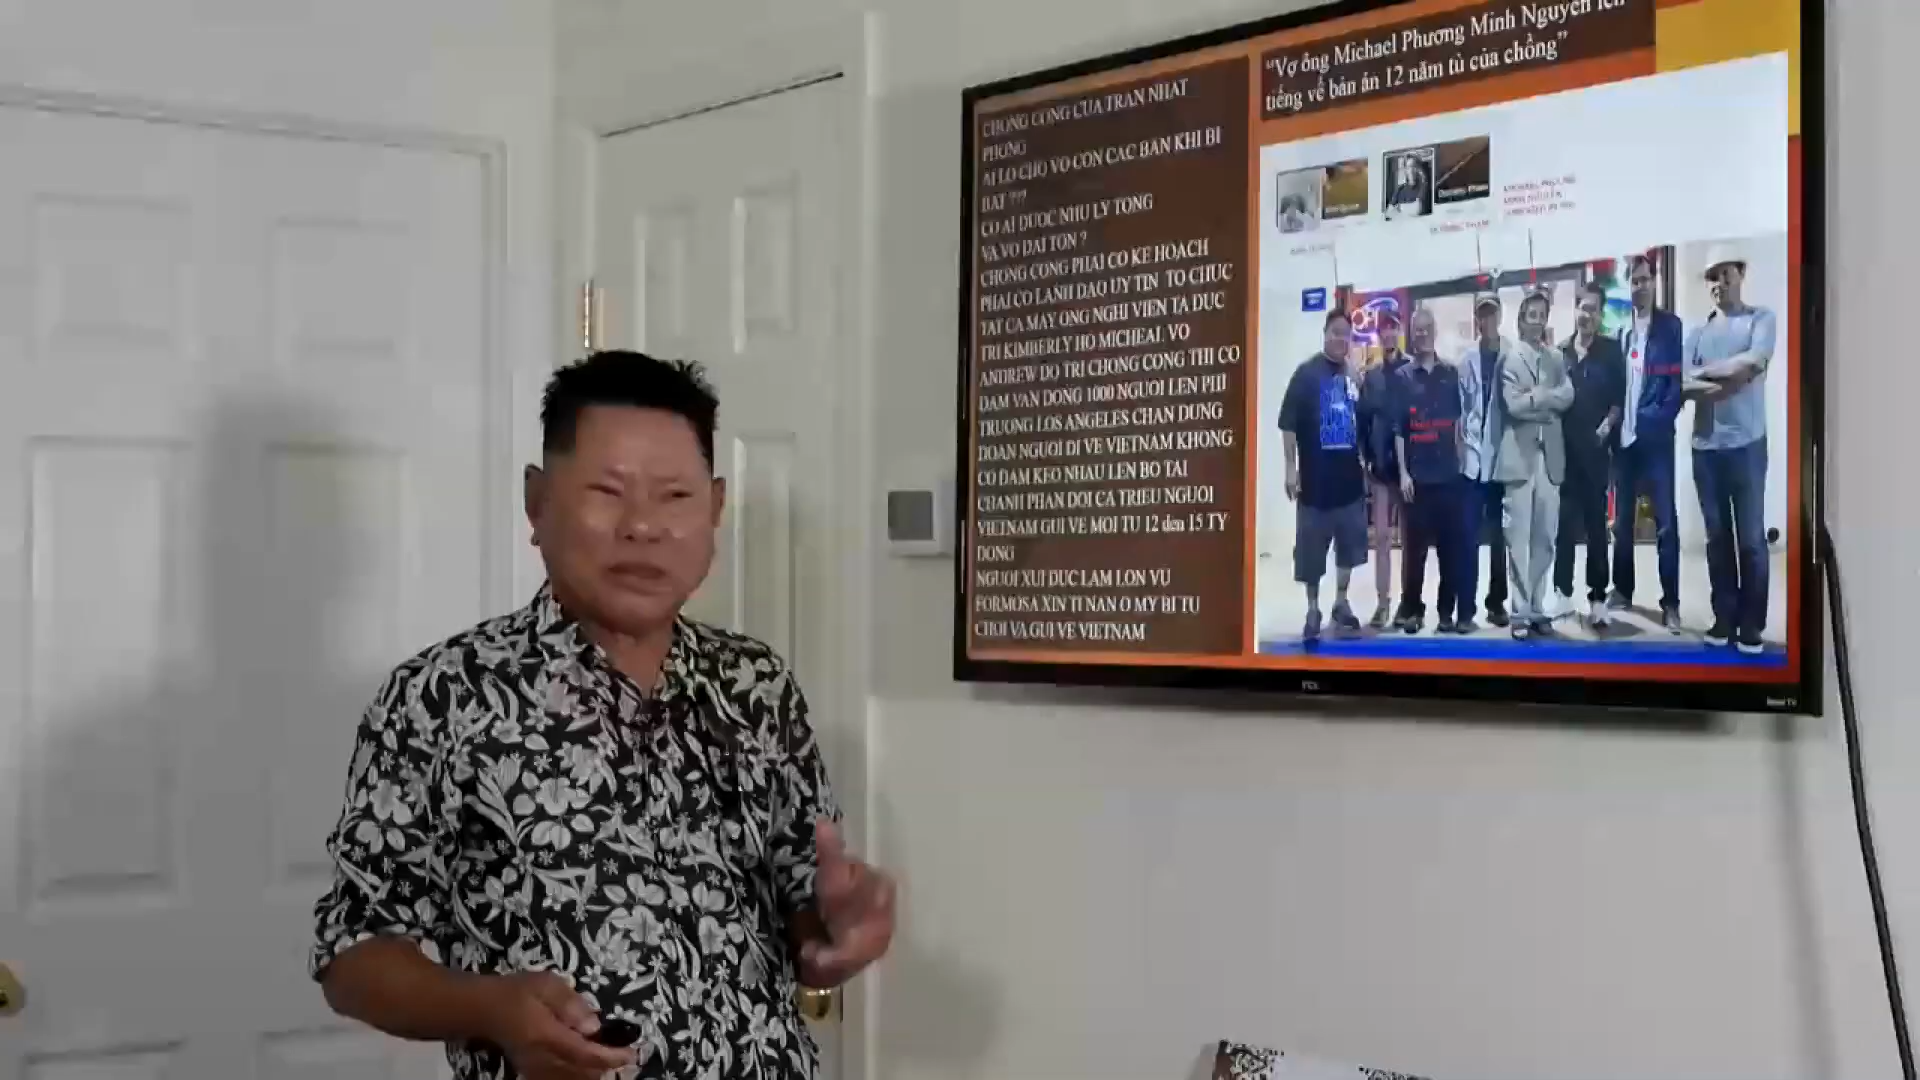 CHONG CONG CUA TRAN NHAT
PHONG
AI LO CHO VO CON CAC BAN KHI BI
BAT ???
CO AI DUOC NHU LY TONG
VA VO DAI TON ?
CHONG CONG PHAI CO KE HOACH
PHAI CO LANH DAO UY TIN TO CHUC
TAT CA MAY ONG NGHI VIEN TA DUC
TRI KIMBERLY HO MICHEAL VO
ANDREW DO TRI CHONG CONG THI CO
DAM VAN DONG 1000 NGUOI LEN PHI
TRUONG LOS ANGELES CHAN DUNG
DOAN NGUOI DI VE VIETNAM KHONG
CO DAM KEO NHAU LEN BO TAI
CHANH PHAN DOI CA TRIEU NGUOI
VIETNAM GUI VE MOI TU 12 den 15 TY
DONG
NGUOI XUI DUC LAM LON VU
FORMOSA XIN TI NAN O MY BI TU
CHOI VA GUI VE VIETNAM
"Vợ ông Michael Phương Minh Nguyễn lên
tiếng về bản án 12 năm tù của chồng"
TCL